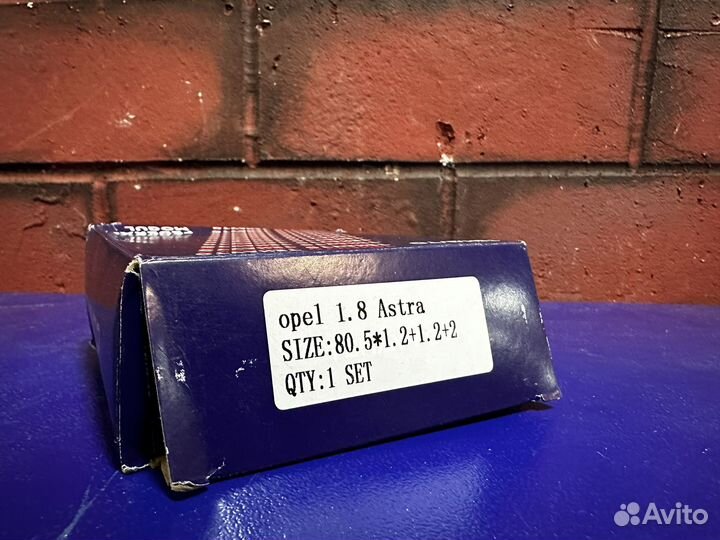 opel 1.8 Astra
SIZE:80.5*1.2+1.2+2
QTY:1 SET
Avito